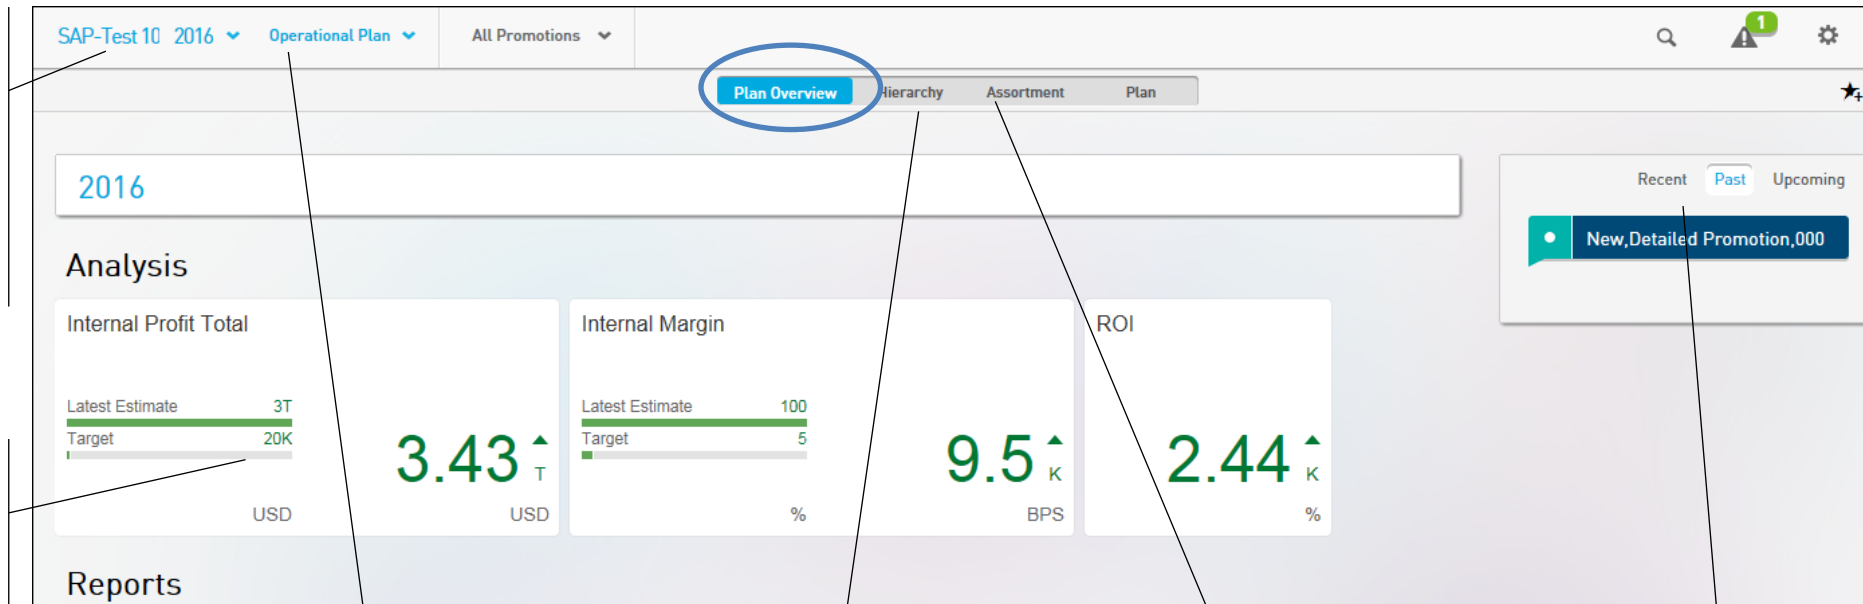 SAP-Test 10 2016 Operational Plan All Promotions 1
Plan Overview Hierarchy Assortment Plan
2016
Recent Past Upcoming
New,Detailed Promotion,000
Analysis
Internal Profit Total
Latest Estimate 3T
Target 20K
3.43 T
USD USD
Internal Margin
Latest Estimate 100
Target 5
9.5 K
% BPS
ROI
2.44 K
%
Reports